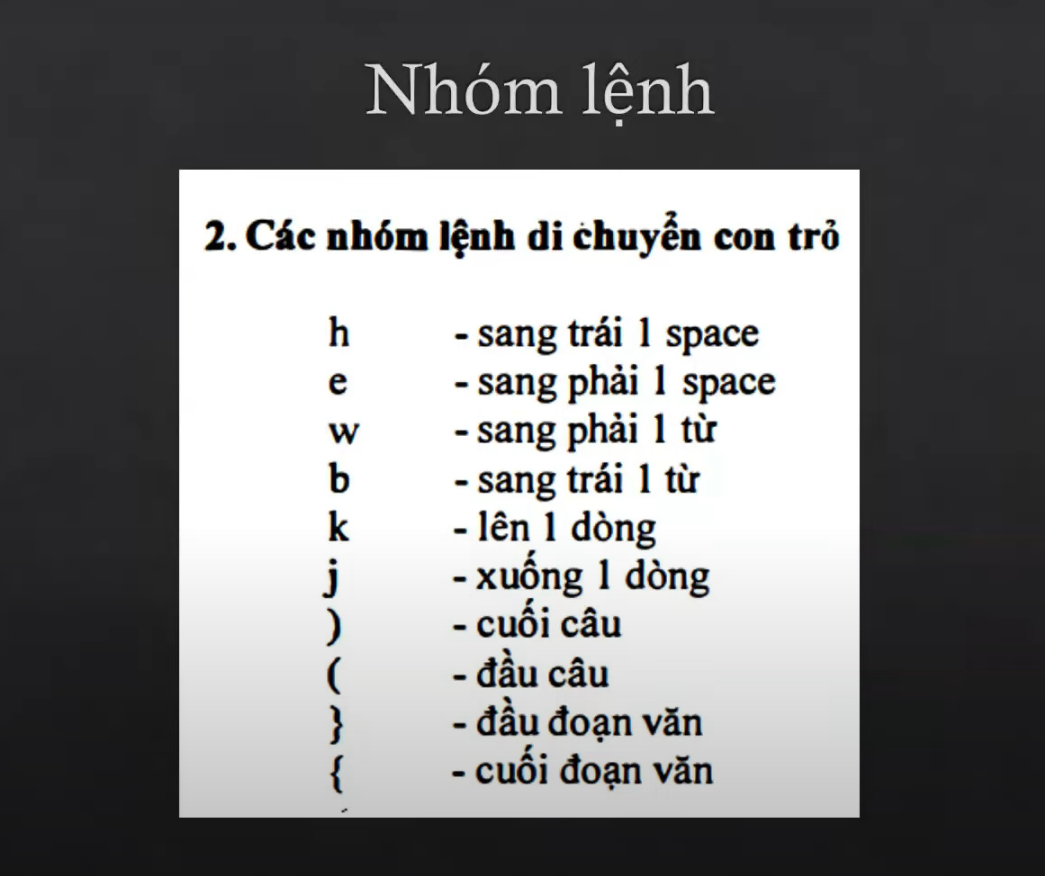 Nhóm lệnh
2. Các nhóm lệnh di chuyển con trỏ
h - sang trái 1 space
e - sang phải 1 space
w - sang phải 1 từ
b - sang trái 1 từ
k - lên 1 dòng
j - xuống 1 dòng
) - cuối câu
( - đầu câu
} - đầu đoạn văn
{ - cuối đoạn văn